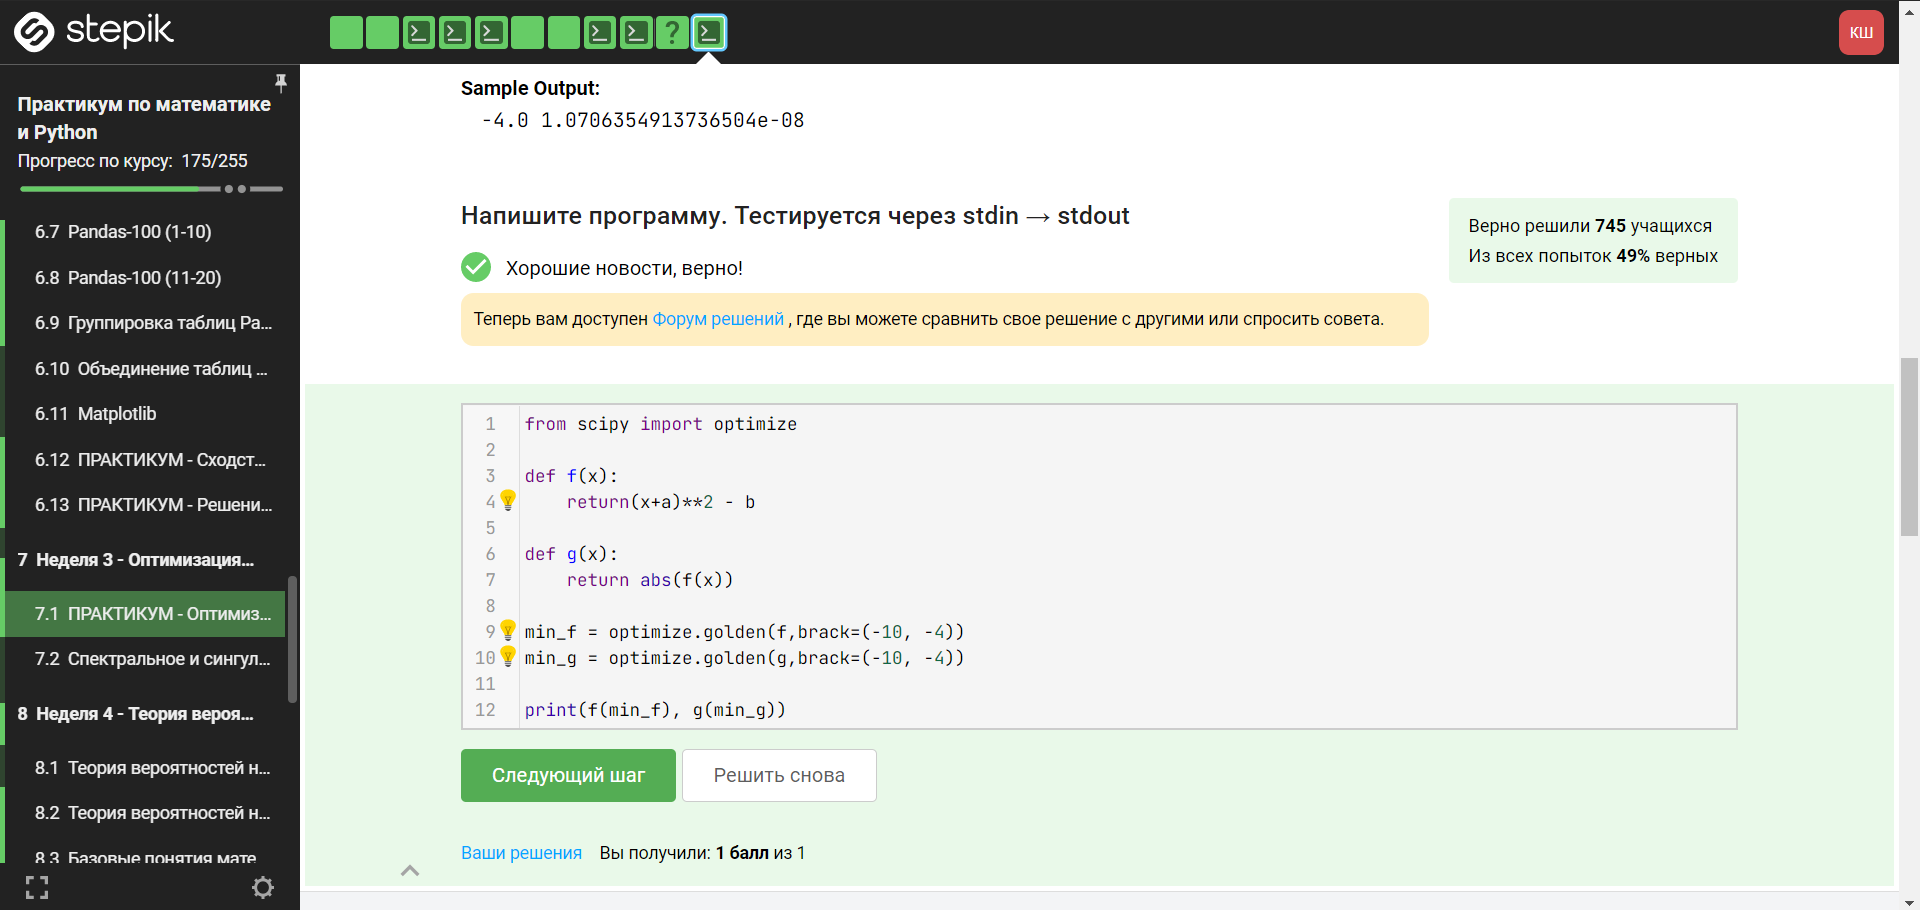 stepik
?
КШ
Практикум по математике
и Python
Прогресс по курсу: 175/255
6.7 Pandas-100 (1-10)
6.8 Pandas-100 (11-20)
6.9 Группировка таблиц Pa...
6.10 Объединение таблиц ...
6.11 Matplotlib
6.12 ПРАКТИКУМ - Сходст...
6.13 ПРАКТИКУМ - Решени...
7 Неделя 3 - Оптимизация...
7.1 ПРАКТИКУМ - Оптимиз...
7.2 Спектральное и сингул...
8 Неделя 4 - Теория вероя...
8.1 Теория вероятностей н...
8.2 Теория вероятностей н...
8.3 Базовые понятия мате
Sample Output:
-4.0 1.0706354913736504e-08
Напишите программу. Тестируется через stdin → stdout
Хорошие новости, верно!
Теперь вам доступен Форум решений , где вы можете сравнить свое решение с другими или спросить совета.
Верно решили 745 учащихся
Из всех попыток 49% верных
1 from scipy import optimize
2
3 def f(x):
4     return(x+a)**2 - b
5
6 def g(x):
7     return abs(f(x))
8
9 min_f = optimize.golden(f,brack=(-10, -4))
10 min_g = optimize.golden(g,brack=(-10, -4))
11
12 print(f(min_f), g(min_g))
Следующий шаг
Решить снова
Ваши решения Вы получили: 1 балл из 1